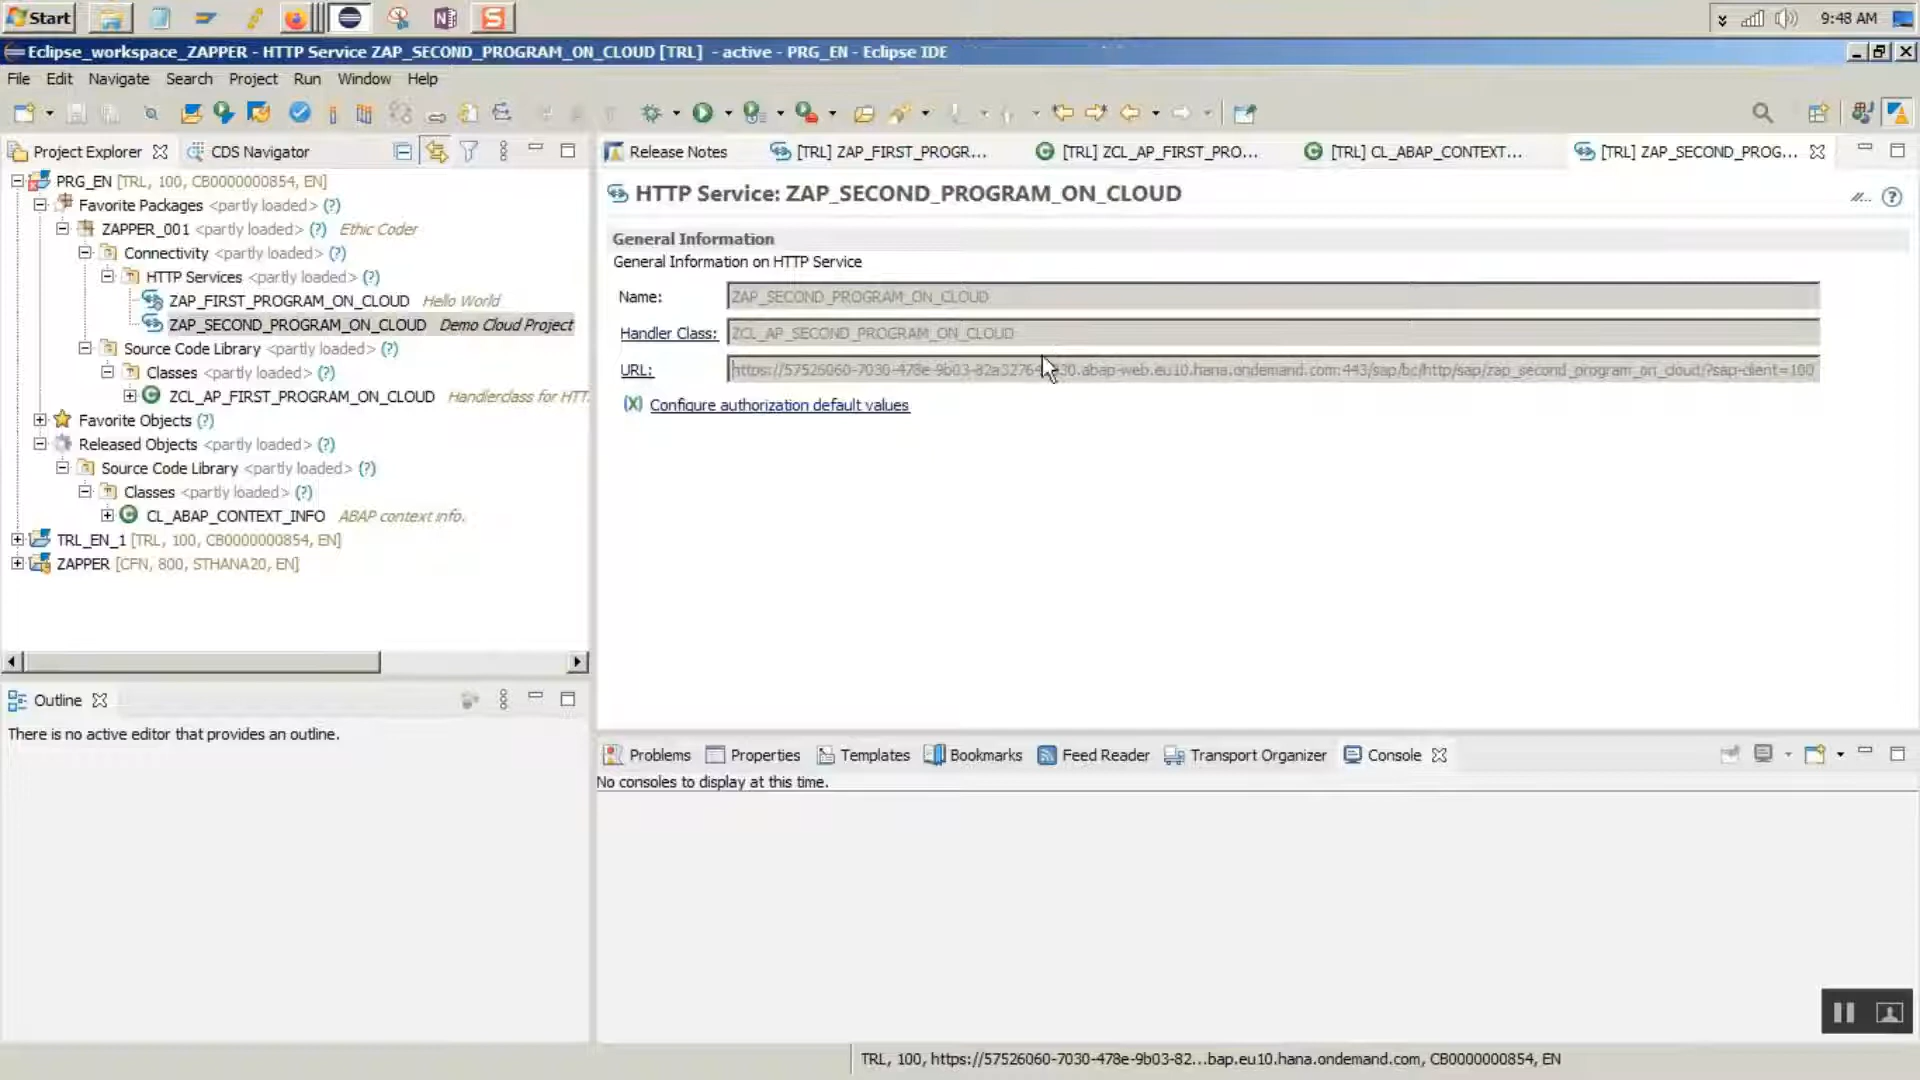 Start
9:48 AM
Eclipse_workspace_ZAPPER - HTTP Service ZAP_SECOND_PROGRAM_ON_CLOUD [TRL] - active - PRG_EN - Eclipse IDE
File Edit Navigate Search Project Run Window Help
Project Explorer
CDS Navigator
PRG_EN [TRL, 100, CB0000000854, EN]
Favorite Packages <partly loaded> (?)
ZAPPER_001 <partly loaded> (?) Ethic Coder
Connectivity <partly loaded> (?)
HTTP Services <partly loaded> (?)
ZAP_FIRST_PROGRAM_ON_CLOUD Hello World
ZAP_SECOND_PROGRAM_ON_CLOUD Demo Cloud Project
Source Code Library <partly loaded> (?)
Classes <partly loaded> (?)
ZCL_AP_FIRST_PROGRAM_ON_CLOUD Handlerclass for HTT
Favorite Objects (?)
Released Objects <partly loaded> (?)
Source Code Library <partly loaded> (?)
Classes <partly loaded> (?)
CL_ABAP_CONTEXT_INFO ABAP context info.
TRL_EN_1 [TRL, 100, CB0000000854, EN]
ZAPPER [CFN, 800, STHANA20, EN]
Outline
There is no active editor that provides an outline.
Release Notes
[TRL] ZAP_FIRST_PROGR...
[TRL] ZCL_AP_FIRST_PRO...
[TRL] CL_ABAP_CONTEXT...
[TRL] ZAP_SECOND_PROG...
HTTP Service: ZAP_SECOND_PROGRAM_ON_CLOUD
General Information
General Information on HTTP Service
Name: ZAP_SECOND_PROGRAM_ON_CLOUD
Handler Class: ZCL_AP_SECOND_PROGRAM_ON_CLOUD
URL: 30.abap-web.eu10.hana.ondemand.com:443/sap/bc/http/sap/zap_second_program_on_cloud/?sap-client=100
Configure authorization default values
Problems Properties Templates Bookmarks Feed Reader Transport Organizer Console
No consoles to display at this time.
TRL, 100, https://57526060-7030-478e-9b03-82...bap.eu10.hana.ondemand.com, CB0000000854, EN